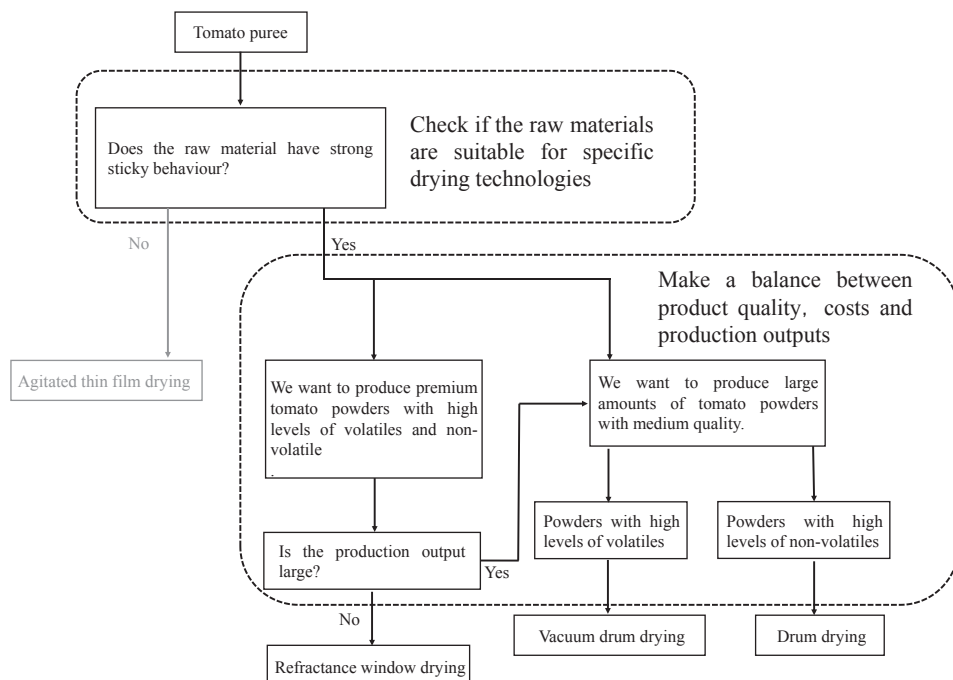 Tomato puree
Does the raw material have strong
sticky behaviour?
Check if the raw materials
are suitable for specific
drying technologies
No
Yes
Make a balance between
product quality, costs and
production outputs
Agitated thin film drying
We want to produce premium
tomato powders with high
levels of volatiles and non-
volatile
.
We want to produce large
amounts of tomato powders
with medium quality.
Powders with high
levels of volatiles
Powders with high
levels of non-volatiles
Is the production output
large?
Yes
No
Vacuum drum drying
Drum drying
Refractance window drying